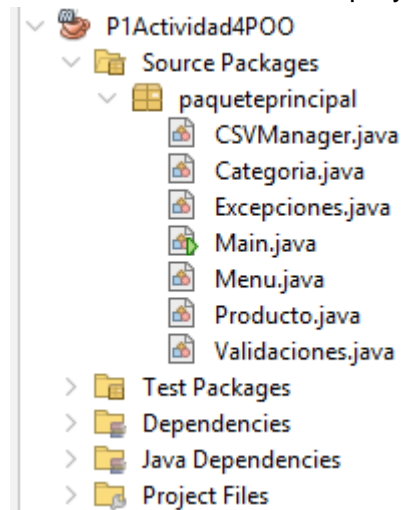 P1Actividad4POO
Source Packages
paqueteprincipal
CSVManager.java
Categoria.java
Excepciones.java
Main.java
Menu.java
Producto.java
Validaciones.java
Test Packages
Dependencies
Java Dependencies
Project Files